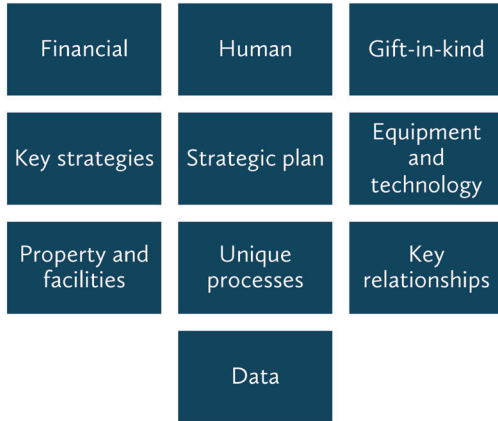 Financial
Human
Gift-in-kind
Key strategies
Strategic plan
Equipment
and
technology
Property and
facilities
Unique
processes
Key
relationships
Data